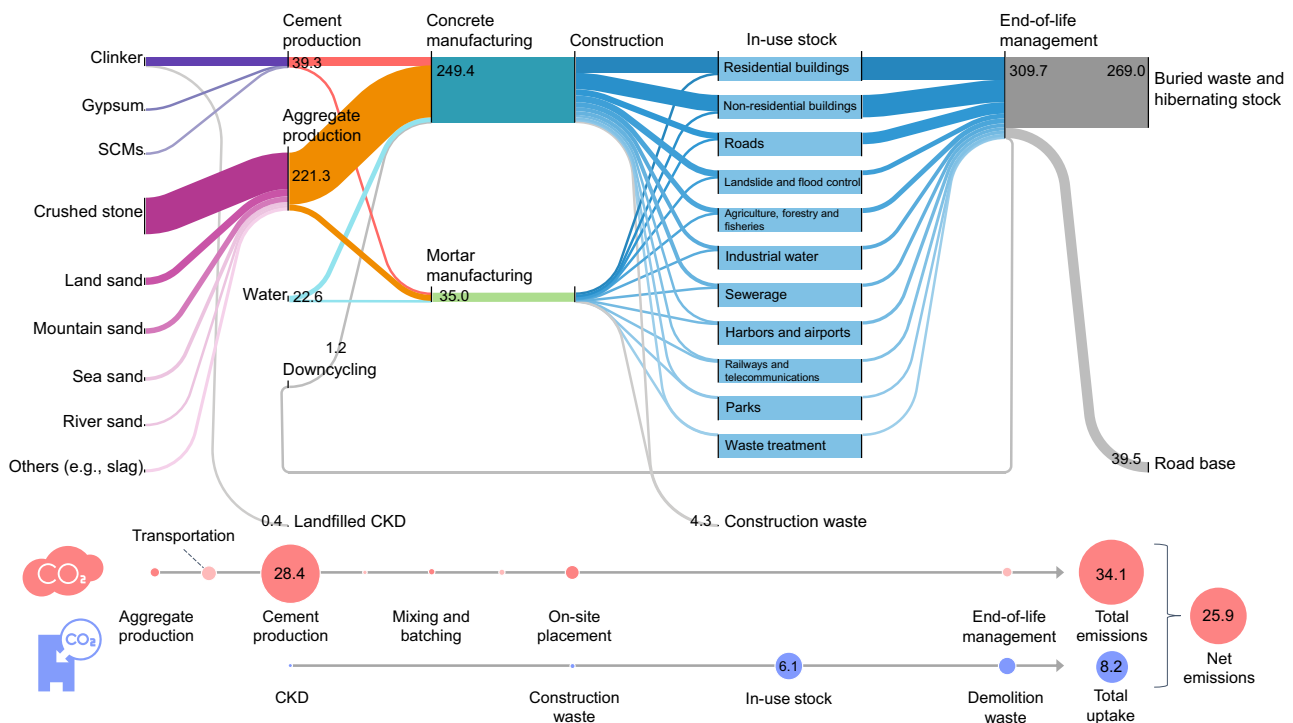 Cement
production
Concrete
manufacturing
Construction
In-use stock
End-of-life
management
Clinker
39.3
249.4
Residential buildings
309.7
269.0
Buried waste and
hibernating stock
Gypsum
Non-residential buildings
Aggregate
production
SCMs
Roads
221.3
Landslide and flood control
Crushed stone
Agriculture, forestry and
fisheries
Mortar
manufacturing
Industrial water
Land sand
Water
22.6
35.0
Sewerage
Mountain sand
Harbors and airports
1.2
Downcycling
Sea sand
Railways and
telecommunications
River sand
Parks
Waste treatment
Others (e.g., slag)
39.5
Road base
0.4
Landfilled CKD
4.3
Construction waste
Transportation
CO2
28.4
34.1
Aggregate
production
Cement
production
Mixing and
batching
On-site
placement
End-of-life
management
Total
emissions
25.9
Net
emissions
CO2
6.1
8.2
CKD
Construction
waste
In-use stock
Demolition
waste
Total
uptake